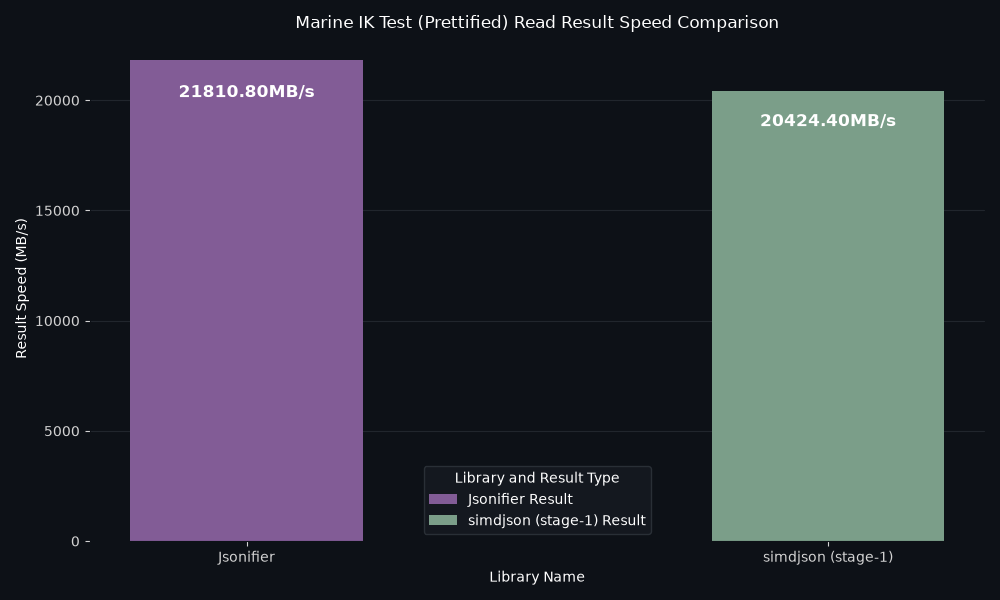 Marine IK Test (Prettified) Read Result Speed Comparison
21810.80MB/s
20424.40MB/s
20000
15000
10000
5000
0
Result Speed (MB/s)
Library and Result Type
Jsonifier Result
simdjson (stage-1) Result
Jsonifier
simdjson (stage-1)
Library Name